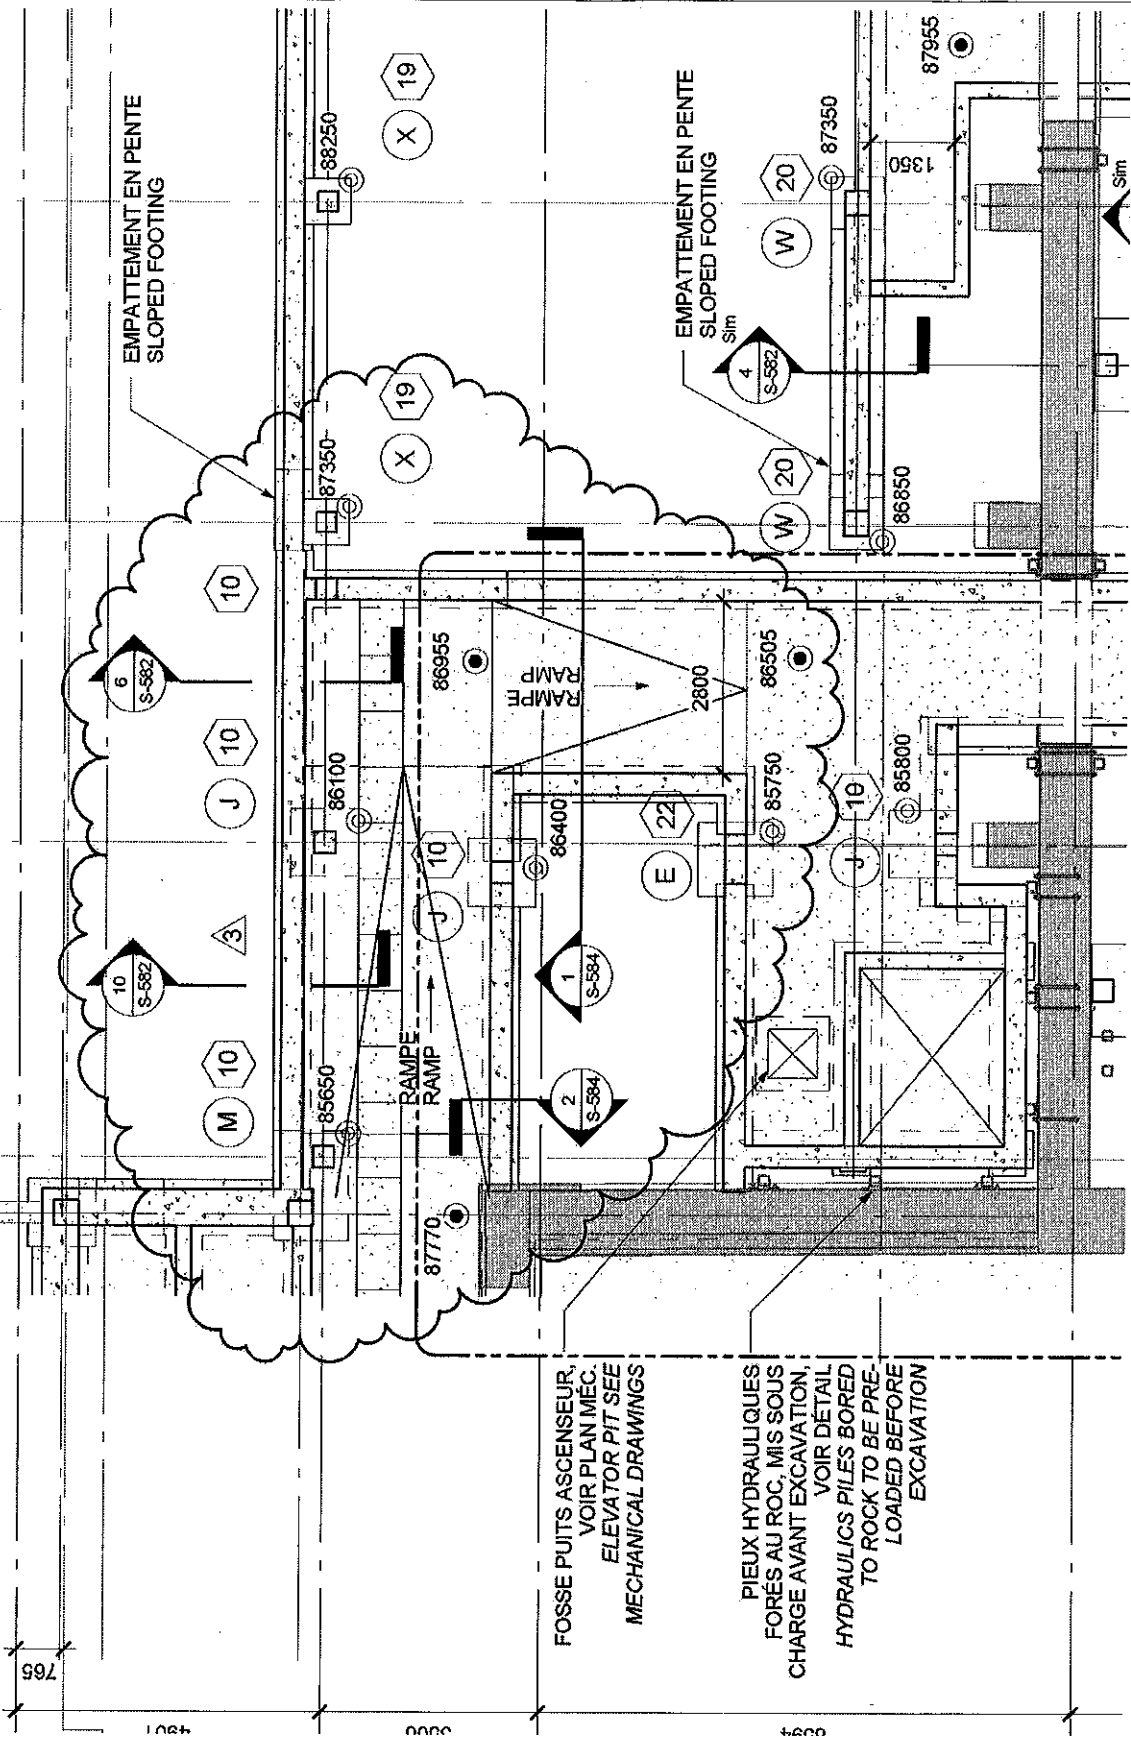 EMPATTEMENT EN PENTE
SLOPED FOOTING
88250
X
19
87350
X
19
10
6
S-582
J
10
86100
3
10
S-582
M
10
85650
EMPATTEMENT EN PENTE
SLOPED FOOTING
Sim
4
S-582
W
20
87350
W
20
86850
87955
1350
Sim
86955
RAMPE
RAMP
2800
86505
J
10
86400
E
22
85750
J
10
85800
RAMPE
RAMP
1
S-584
2
S-584
87770
FOSSE PUITS ASCENSEUR,
VOIR PLAN MÉC.
ELEVATOR PIT SEE
MECHANICAL DRAWINGS
PIEUX HYDRAULIQUES
FORÉS AU ROC, MIS SOUS
CHARGE AVANT EXCAVATION,
VOIR DÉTAIL
HYDRAULICS PILES BORED
TO ROCK TO BE PRE-
LOADED BEFORE
EXCAVATION
765